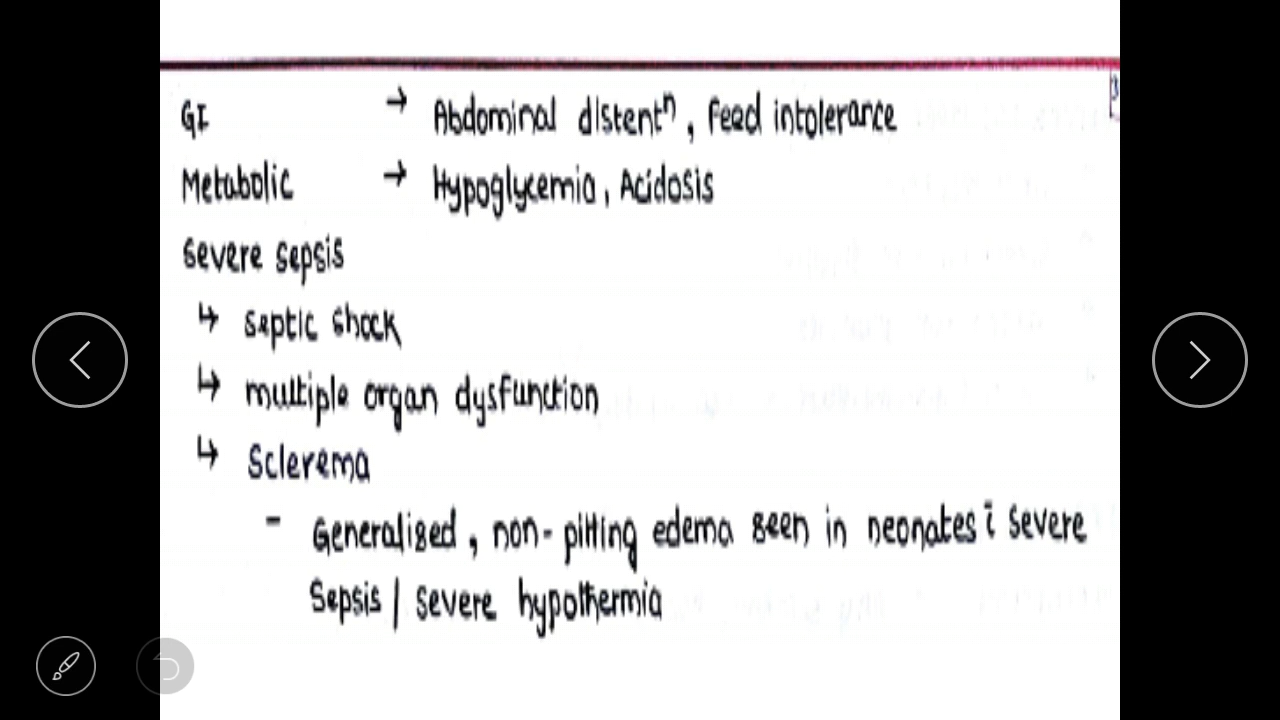 GI → Abdominal distentⁿ, Feed intolerance
Metabolic → Hypoglycemia, Acidosis
Severe sepsis
↳ septic shock
↳ multiple organ dysfunction
↳ Sclerema
- Generalised, non-pitting edema seen in neonates ī severe
Sepsis / severe hypothermia